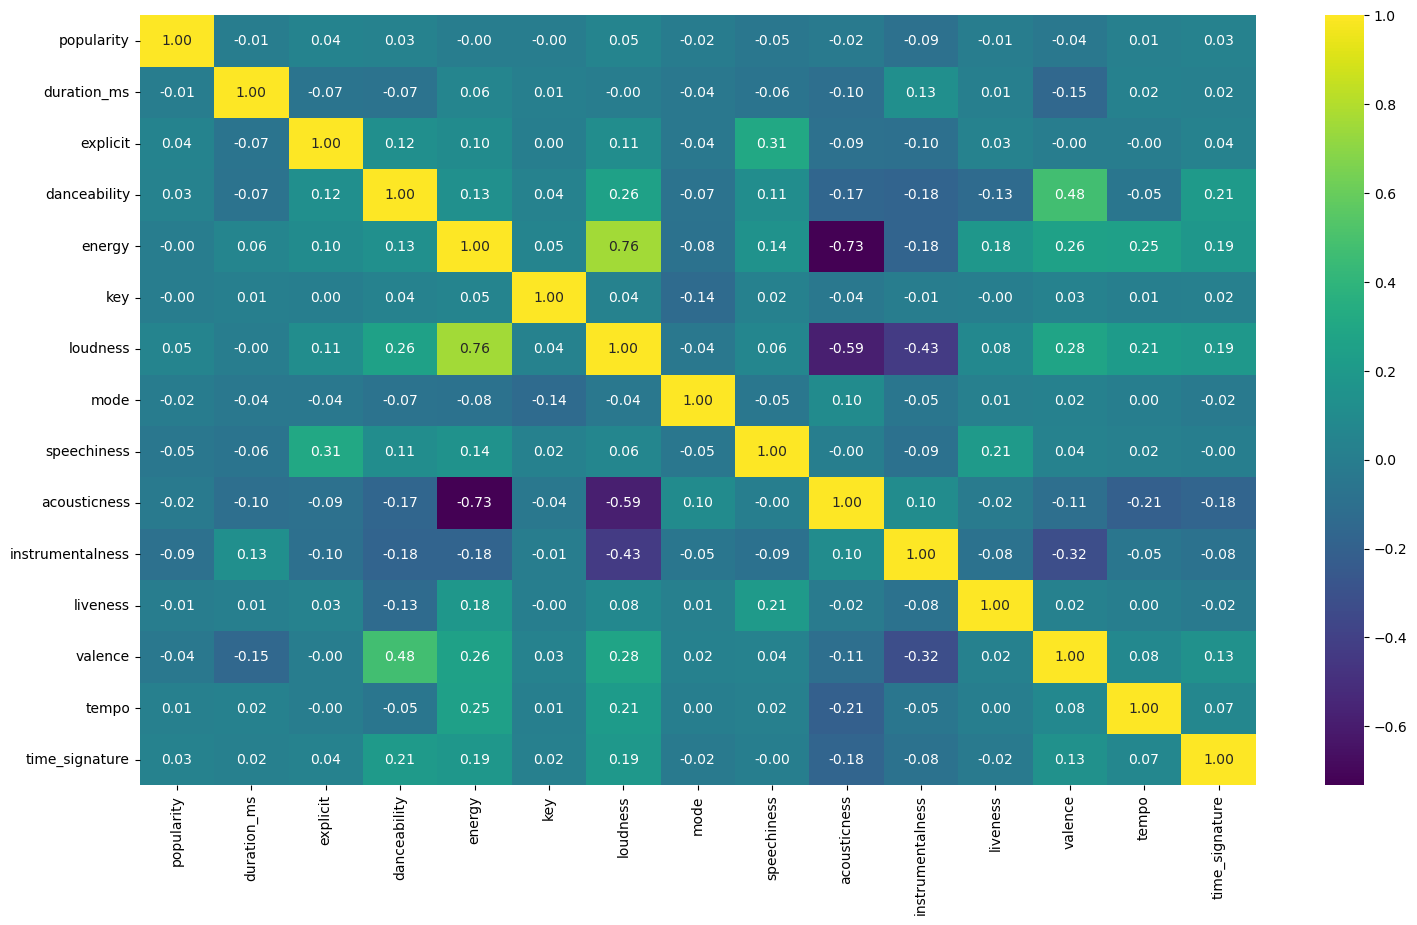 popularity 1.00 -0.01 0.04 0.03 -0.00 -0.00 0.05 -0.02 -0.05 -0.02 -0.09 -0.01 -0.04 0.01 0.03
duration_ms -0.01 1.00 -0.07 -0.07 0.06 0.01 -0.00 -0.04 -0.06 -0.10 0.13 0.01 -0.15 0.02 0.02
explicit 0.04 -0.07 1.00 0.12 0.10 0.00 0.11 -0.04 0.31 -0.09 -0.10 0.03 -0.00 -0.00 0.04
danceability 0.03 -0.07 0.12 1.00 0.13 0.04 0.26 -0.07 0.11 -0.17 -0.18 -0.13 0.48 -0.05 0.21
energy -0.00 0.06 0.10 0.13 1.00 0.05 0.76 -0.08 0.14 -0.73 -0.18 0.18 0.26 0.25 0.19
key -0.00 0.01 0.00 0.04 0.05 1.00 0.04 -0.14 0.02 -0.04 -0.01 -0.00 0.03 0.01 0.02
loudness 0.05 -0.00 0.11 0.26 0.76 0.04 1.00 -0.04 0.06 -0.59 -0.43 0.08 0.28 0.21 0.19
mode -0.02 -0.04 -0.04 -0.07 -0.08 -0.14 -0.04 1.00 -0.05 0.10 -0.05 0.01 0.02 0.00 -0.02
speechiness -0.05 -0.06 0.31 0.11 0.14 0.02 0.06 -0.05 1.00 -0.00 -0.09 0.21 0.04 0.02 -0.00
acousticness -0.02 -0.10 -0.09 -0.17 -0.73 -0.04 -0.59 0.10 -0.00 1.00 0.10 -0.02 -0.11 -0.21 -0.18
instrumentalness -0.09 0.13 -0.10 -0.18 -0.18 -0.01 -0.43 -0.05 -0.09 0.10 1.00 -0.08 -0.32 -0.05 -0.08
liveness -0.01 0.01 0.03 -0.13 0.18 -0.00 0.08 0.01 0.21 -0.02 -0.08 1.00 0.02 0.00 -0.02
valence -0.04 -0.15 -0.00 0.48 0.26 0.03 0.28 0.02 0.04 -0.11 -0.32 0.02 1.00 0.08 0.13
tempo 0.01 0.02 -0.00 -0.05 0.25 0.01 0.21 0.00 0.02 -0.21 -0.05 0.00 0.08 1.00 0.07
time_signature 0.03 0.02 0.04 0.21 0.19 0.02 0.19 -0.02 -0.00 -0.18 -0.08 -0.02 0.13 0.07 1.00
popularity
duration_ms
explicit
danceability
energy
key
loudness
mode
speechiness
acousticness
instrumentalness
liveness
valence
tempo
time_signature
1.0
0.8
0.6
0.4
0.2
0.0
−0.2
−0.4
−0.6